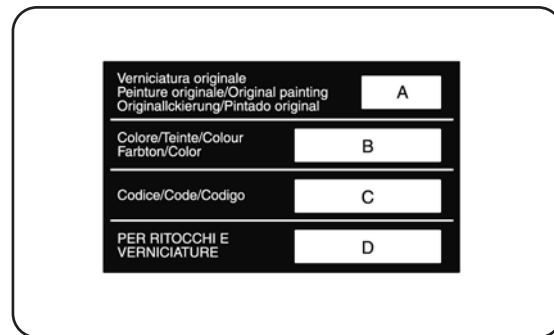 Verniciatura originale
Peinture originale/Original painting
Originallckierung/Pintado original
A
Colore/Teinte/Colour
Farbton/Color
B
Codice/Code/Codigo
C
PER RITOCCHI E
VERNICIATURE
D